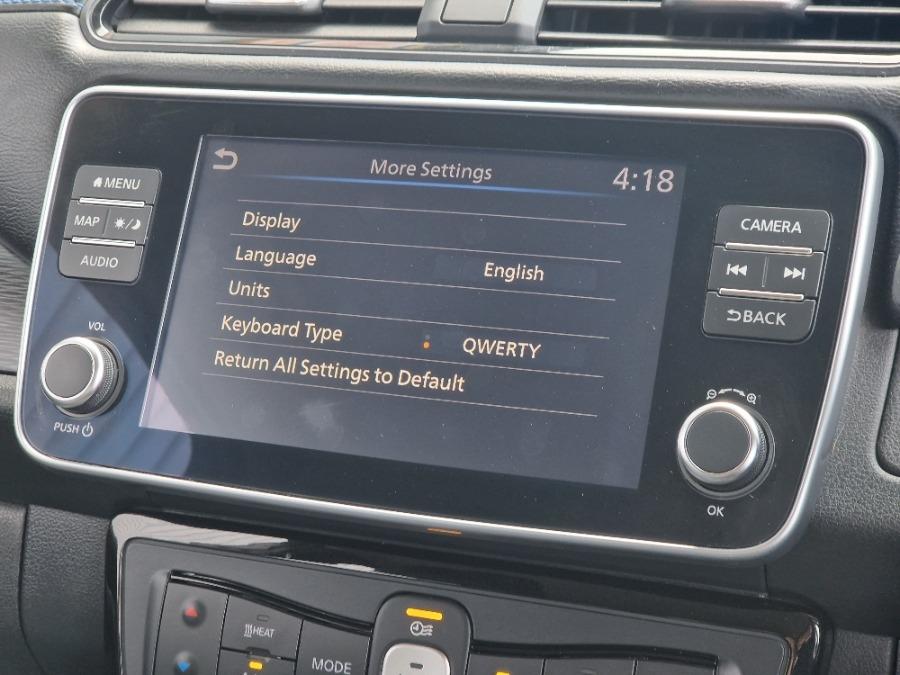 More Settings
4:18
MENU
MAP
AUDIO
VOL
PUSH
Display
Language English
Units
Keyboard Type : QWERTY
Return All Settings to Default
CAMERA
BACK
OK
HEAT
MODE